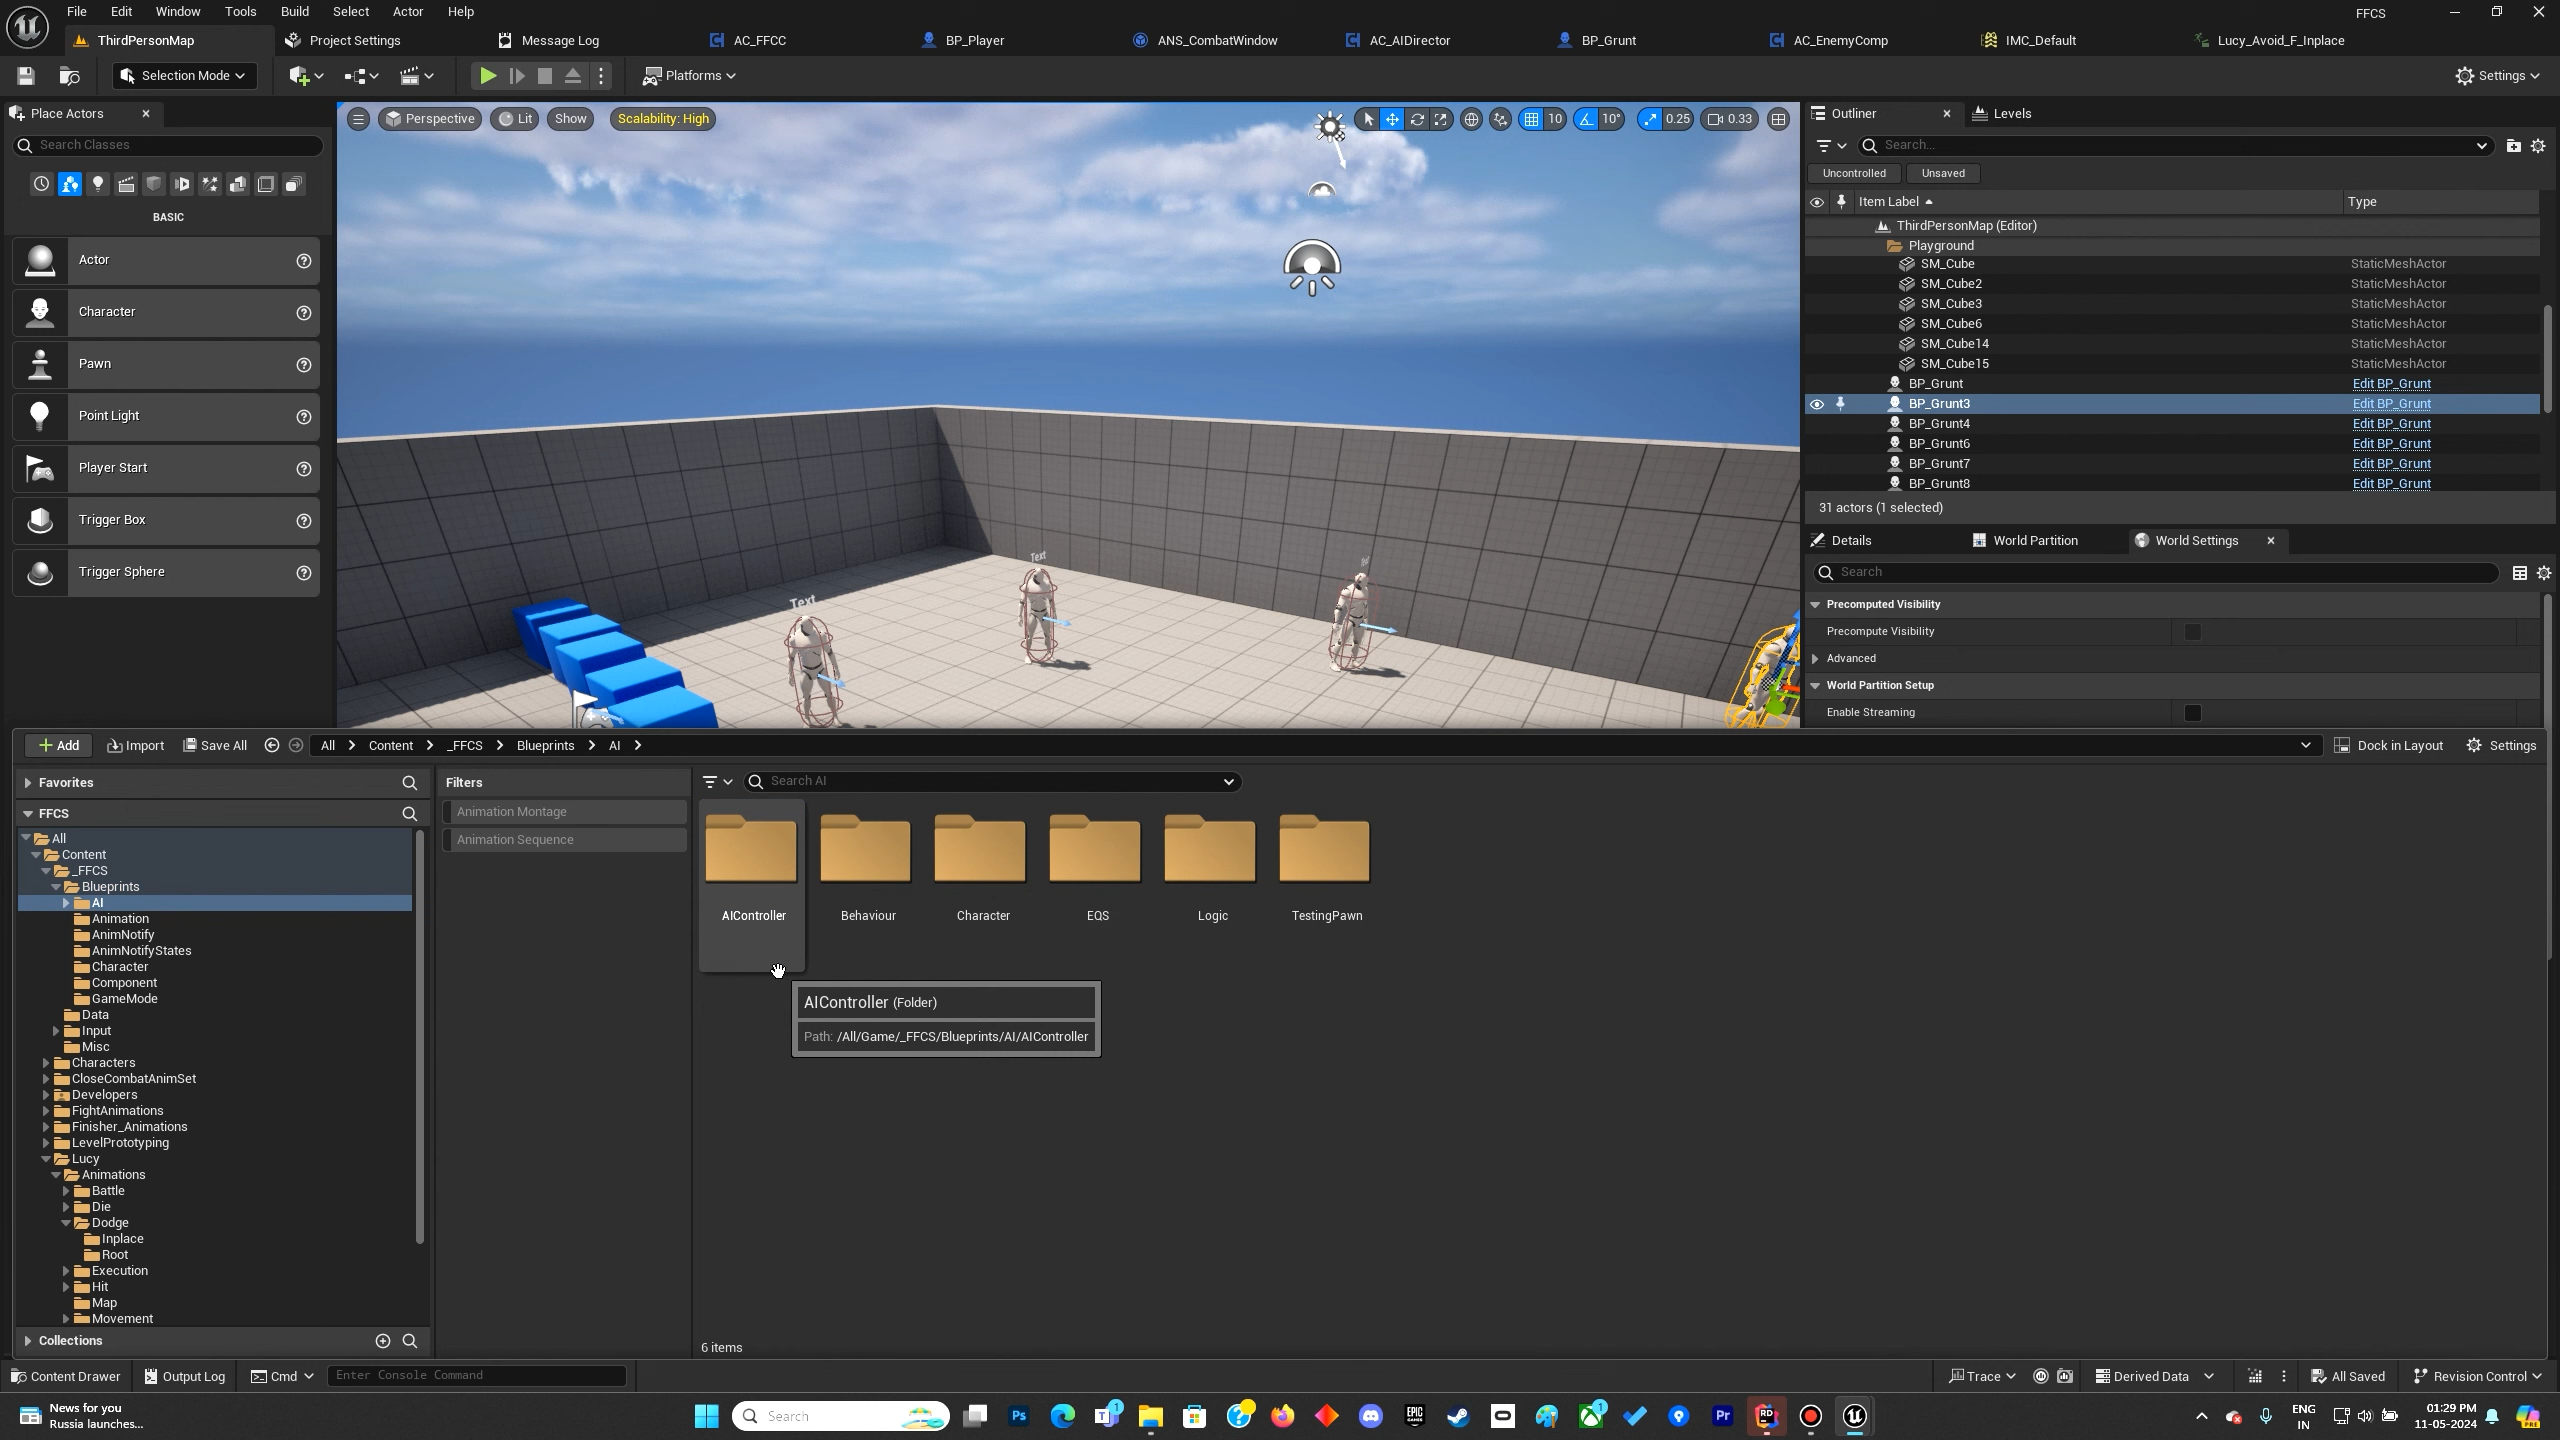 File Edit Window Tools Build Select Actor Help
FFCS
ThirdPersonMap
Project Settings
Message Log
AC_FFCC
BP_Player
ANS_CombatWindow
AC_AIDirector
BP_Grunt
AC_EnemyComp
IMC_Default
Lucy_Avoid_F_Inplace
Selection Mode
Platforms
Settings
Place Actors
Search Classes
BASIC
Actor
Character
Pawn
Point Light
Player Start
Trigger Box
Trigger Sphere
Perspective
Lit
Show
Scalability: High
10
10°
0.25
0.33
Text
Text
Outliner
Levels
Search...
Uncontrolled
Unsaved
Item Label
Type
ThirdPersonMap (Editor)
Playground
SM_Cube StaticMeshActor
SM_Cube2 StaticMeshActor
SM_Cube3 StaticMeshActor
SM_Cube6 StaticMeshActor
SM_Cube14 StaticMeshActor
SM_Cube15 StaticMeshActor
BP_Grunt Edit BP_Grunt
BP_Grunt3 Edit BP_Grunt
BP_Grunt4 Edit BP_Grunt
BP_Grunt6 Edit BP_Grunt
BP_Grunt7 Edit BP_Grunt
BP_Grunt8 Edit BP_Grunt
31 actors (1 selected)
Details
World Partition
World Settings
Search
Precomputed Visibility
Precompute Visibility
Advanced
World Partition Setup
Enable Streaming
Add
Import
Save All
All
Content
_FFCS
Blueprints
AI
Dock in Layout
Settings
Favorites
FFCS
All
Content
_FFCS
Blueprints
AI
Animation
AnimNotify
AnimNotifyStates
Character
Component
GameMode
Data
Input
Misc
Characters
CloseCombatAnimSet
Developers
FightAnimations
Finisher_Animations
LevelPrototyping
Lucy
Animations
Battle
Die
Dodge
Inplace
Root
Execution
Hit
Map
Movement
Collections
Filters
Animation Montage
Animation Sequence
Search AI
AIController
Behaviour
Character
EQS
Logic
TestingPawn
AIController (Folder)
Path: /All/Game/_FFCS/Blueprints/AI/AIController
6 items
Content Drawer
Output Log
Cmd
Enter Console Command
Trace
Derived Data
All Saved
Revision Control
News for you
Russia launches...
Search
Ps
1
EPIC GAMES
1
Pr
RD
ENG
IN
01:29 PM
11-05-2024
PRE